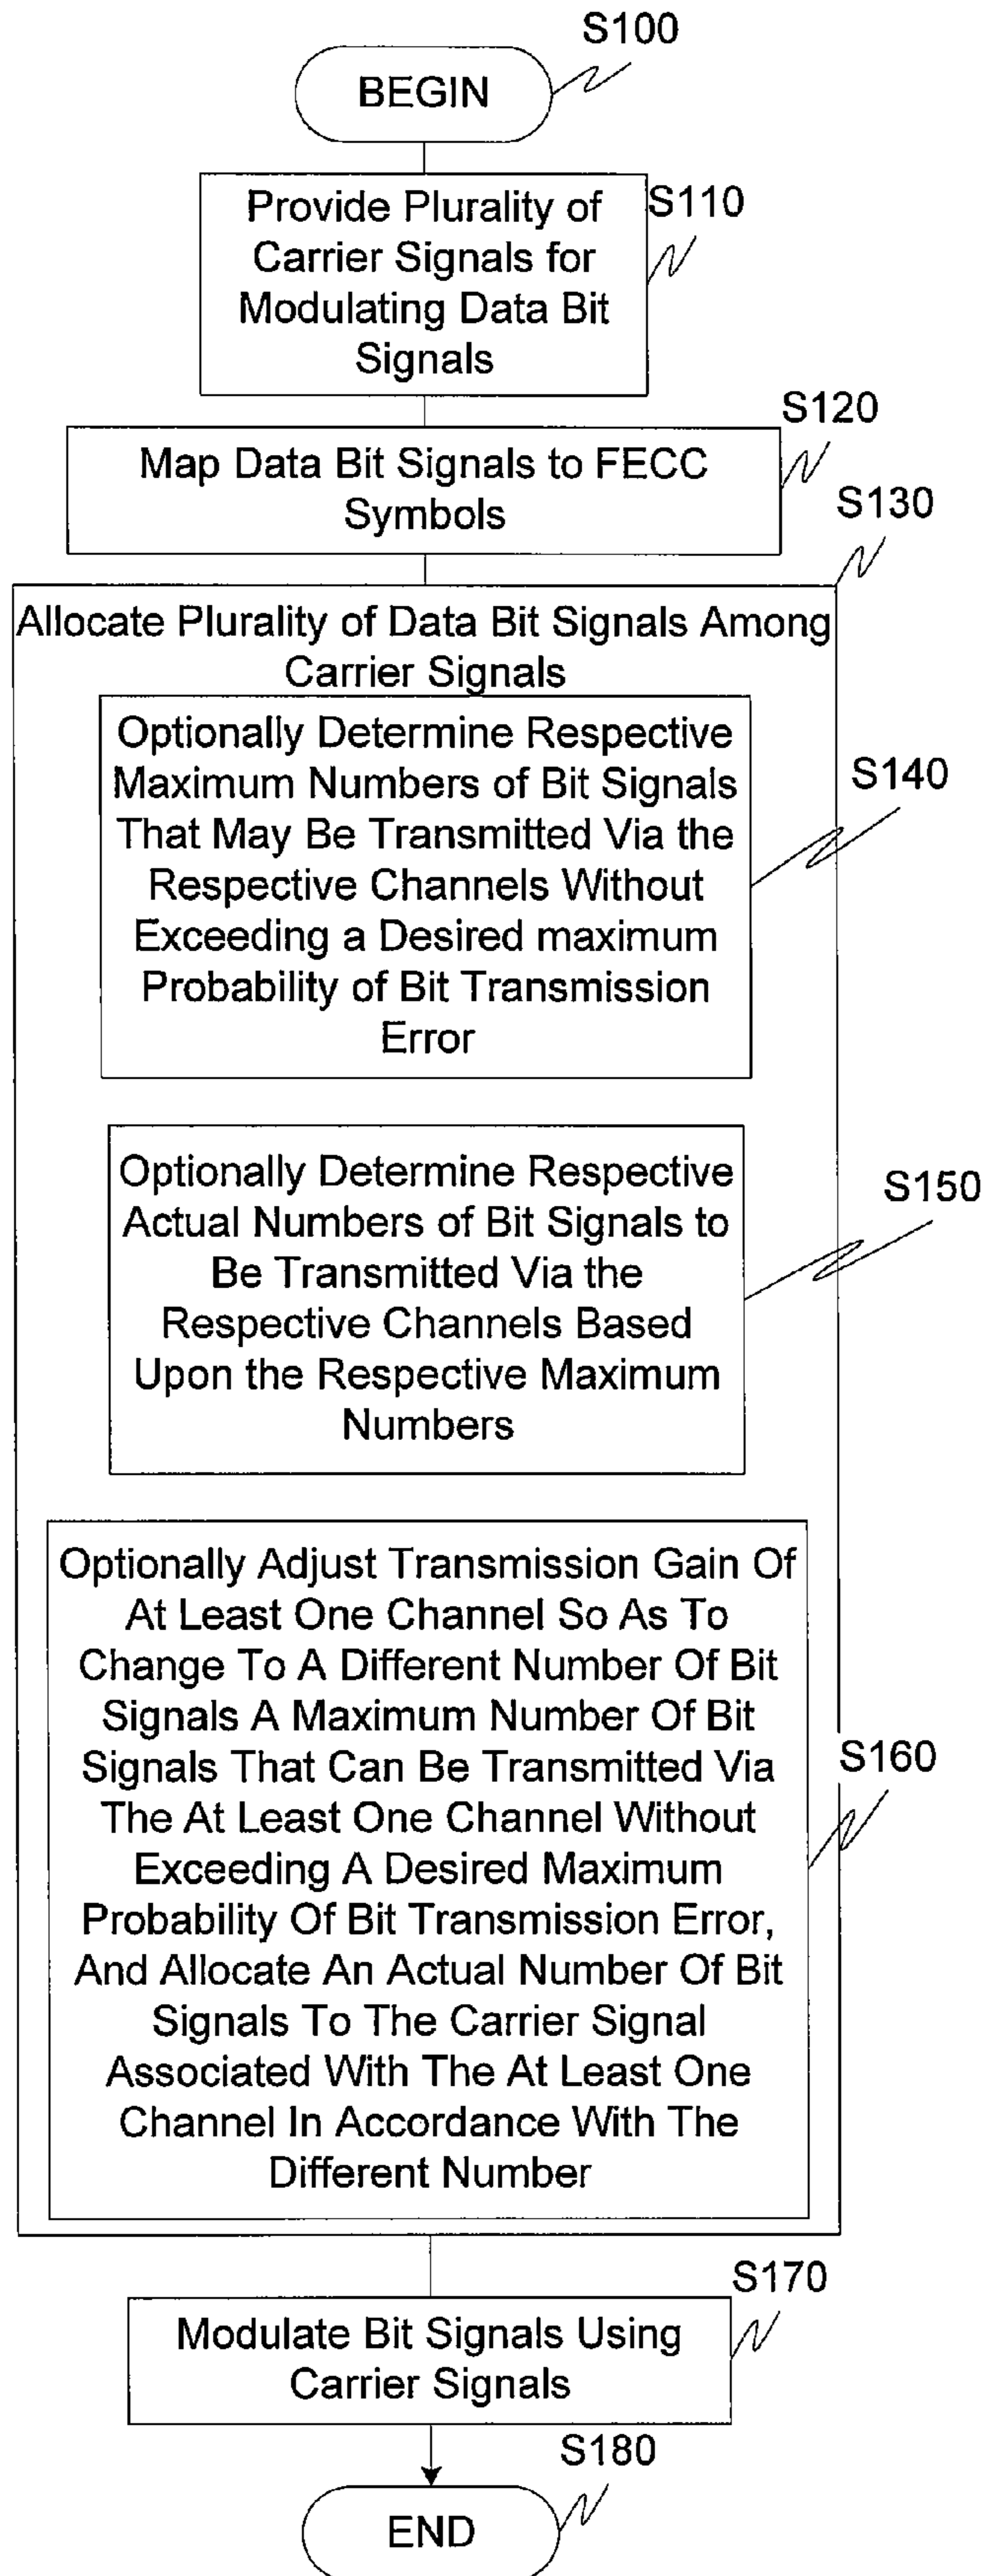 S100
BEGIN
S110
Provide Plurality of
Carrier Signals for
Modulating Data Bit
Signals
S120
Map Data Bit Signals to FECC
Symbols
S130
Allocate Plurality of Data Bit Signals Among
Carrier Signals
Optionally Determine Respective
Maximum Numbers of Bit Signals
That May Be Transmitted Via the
Respective Channels Without
Exceeding a Desired maximum
Probability of Bit Transmission
Error
S140
Optionally Determine Respective
Actual Numbers of Bit Signals to
Be Transmitted Via the
Respective Channels Based
Upon the Respective Maximum
Numbers
S150
Optionally Adjust Transmission Gain Of
At Least One Channel So As To
Change To A Different Number Of Bit
Signals A Maximum Number Of Bit
Signals That Can Be Transmitted Via
The At Least One Channel Without
Exceeding A Desired Maximum
Probability Of Bit Transmission Error,
And Allocate An Actual Number Of Bit
Signals To The Carrier Signal
Associated With The At Least One
Channel In Accordance With The
Different Number
S160
S170
Modulate Bit Signals Using
Carrier Signals
S180
END